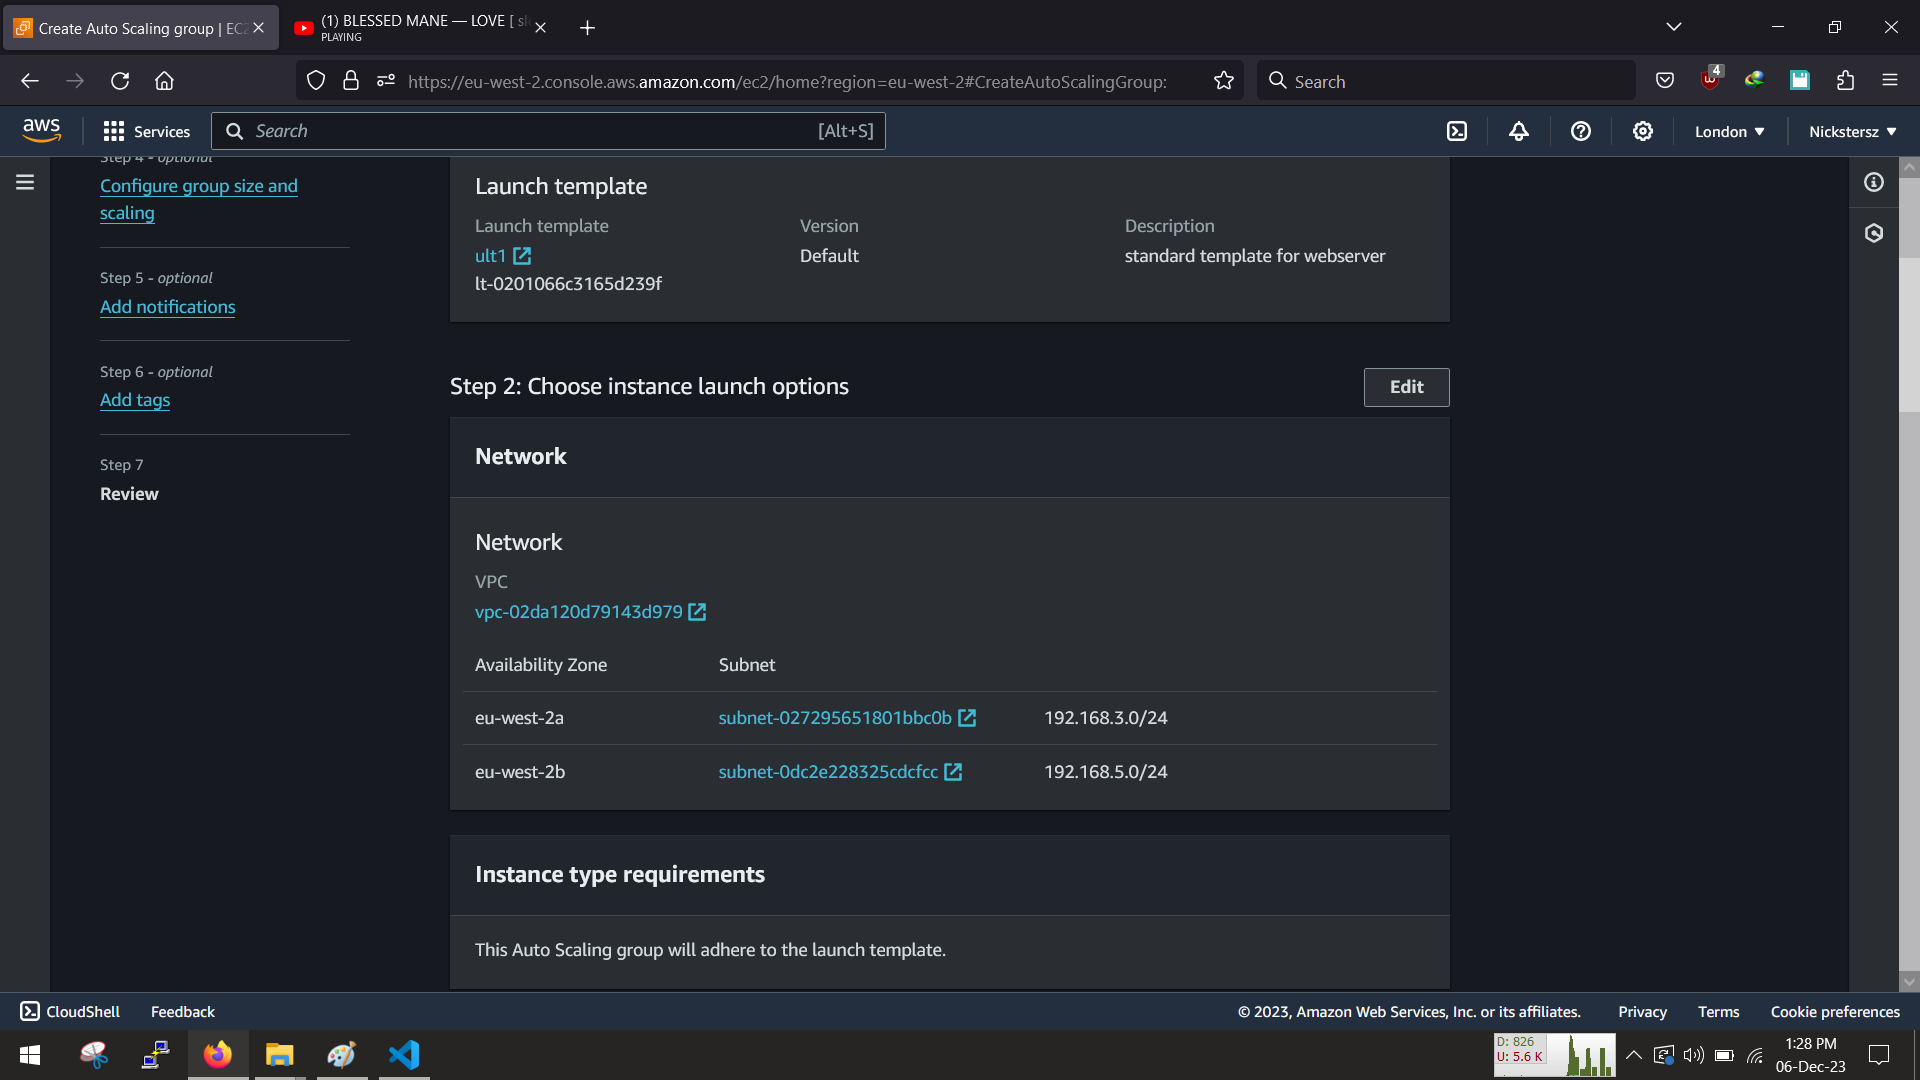 Create Auto Scaling group | EC2
(1) BLESSED MANE — LOVE [ sl
PLAYING
https://eu-west-2.console.aws.amazon.com/ec2/home?region=eu-west-2#CreateAutoScalingGroup:
Search
4
aws
Services
Search
[Alt+S]
London
Nickstersz
Step 4 - optional
Configure group size and
scaling
Step 5 - optional
Add notifications
Step 6 - optional
Add tags
Step 7
Review
Launch template
Launch template
Version
Description
ult1
Default
standard template for webserver
lt-0201066c3165d239f
Step 2: Choose instance launch options
Edit
Network
Network
VPC
vpc-02da120d79143d979
Availability Zone
Subnet
eu-west-2a
subnet-027295651801bbc0b
192.168.3.0/24
eu-west-2b
subnet-0dc2e228325cdcfcc
192.168.5.0/24
Instance type requirements
This Auto Scaling group will adhere to the launch template.
CloudShell
Feedback
© 2023, Amazon Web Services, Inc. or its affiliates.
Privacy
Terms
Cookie preferences
D: 826
U: 5.6 K
1:28 PM
06-Dec-23